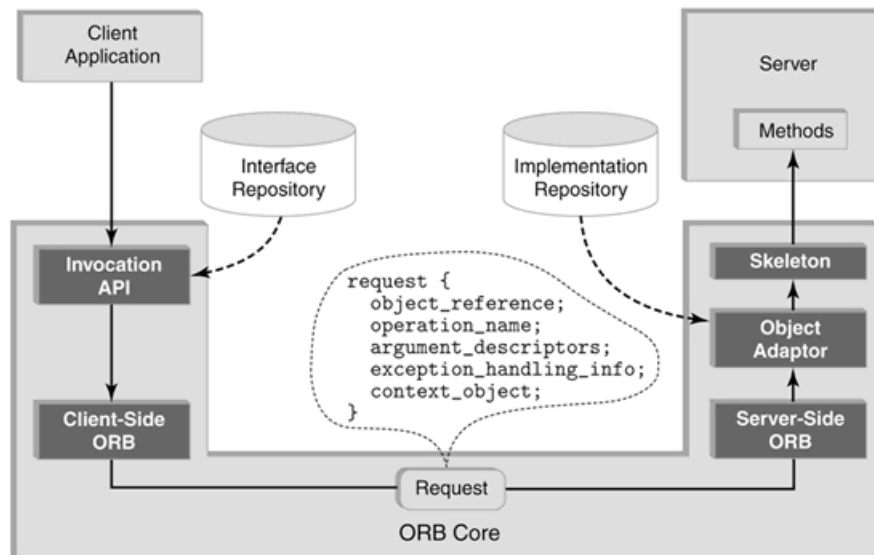 Client
Application
Server
Methods
Interface
Repository
Implementation
Repository
Invocation
API
Skeleton
request {
object_reference;
operation_name;
argument_descriptors;
exception_handling_info;
context_object;
}
Object
Adaptor
Client-Side
ORB
Server-Side
ORB
Request
ORB Core